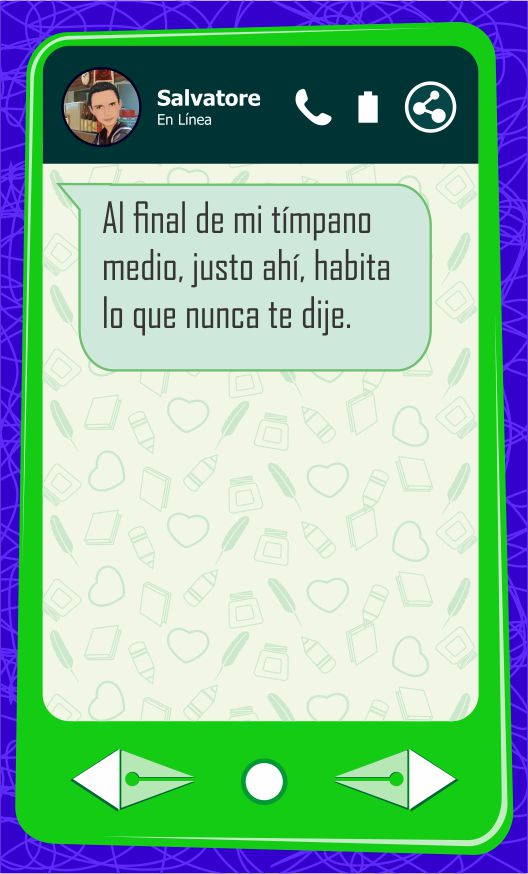 Salvatore
En Línea
Al final de mi tímpano
medio, justo ahí, habita
lo que nunca te dije.